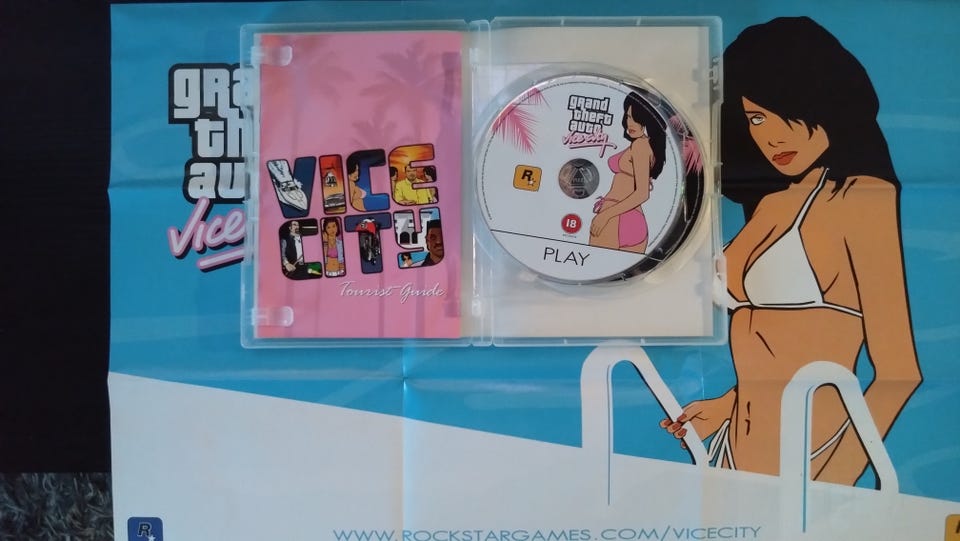 gra
th
au
Vice
VICE
CITY
Tourist Guide
grand
theft
auto
vice city
R
18
PLAY
R
WWW.ROCKSTARGAMES.COM/VICECITY